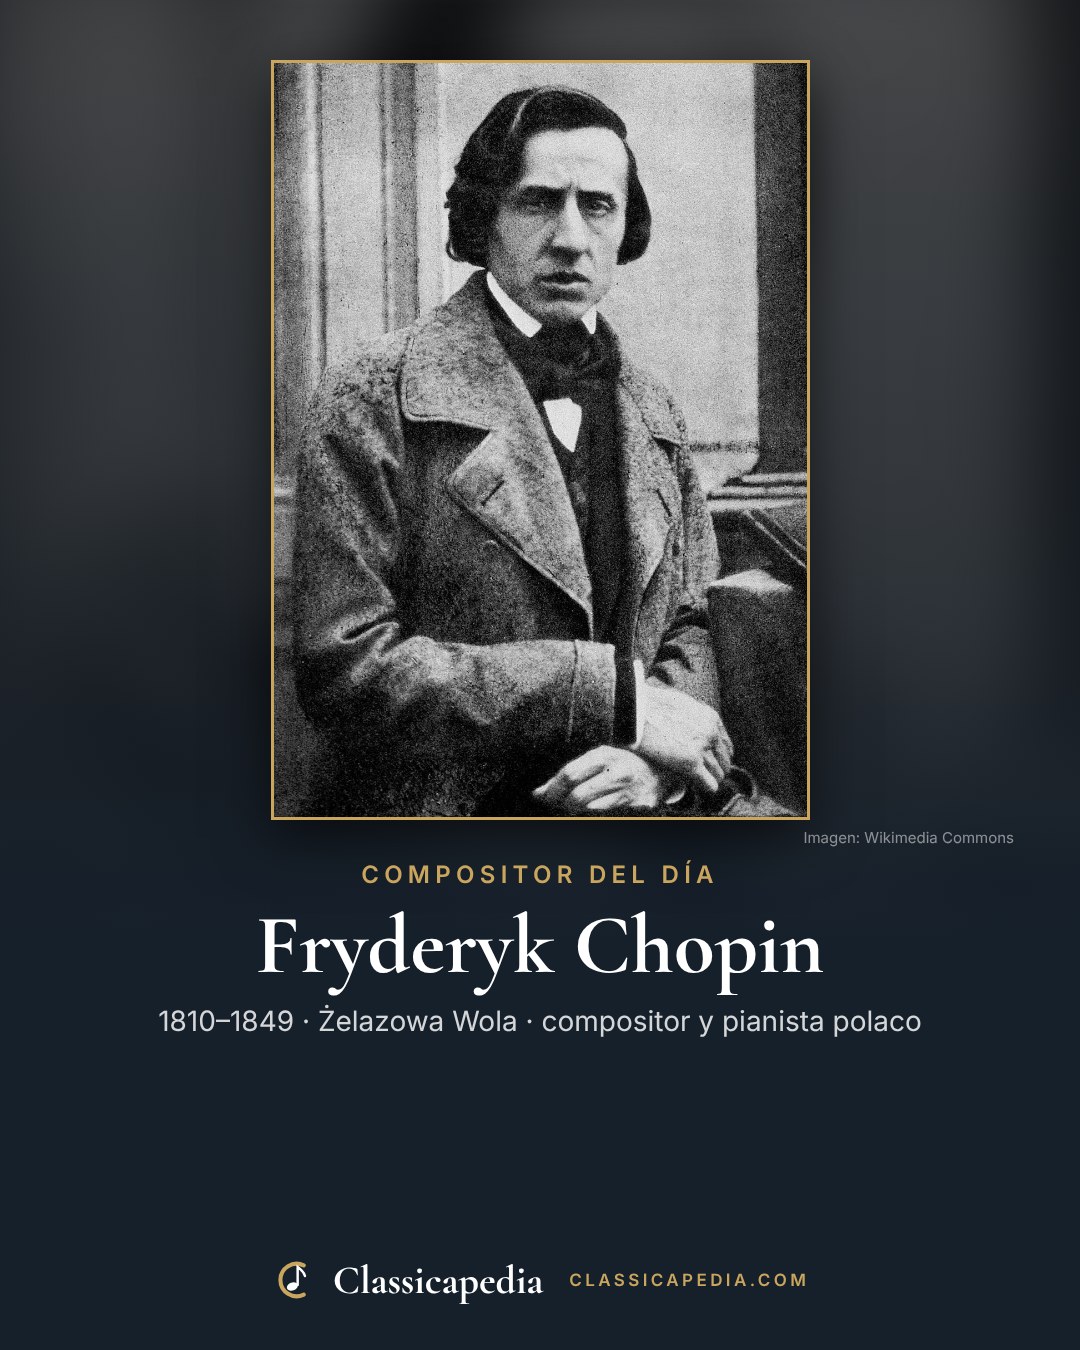 Imagen: Wikimedia Commons
COMPOSITOR DEL DÍA
Fryderyk Chopin
1810–1849 · Żelazowa Wola · compositor y pianista polaco
Classicapedia CLASSICAPEDIA.COM